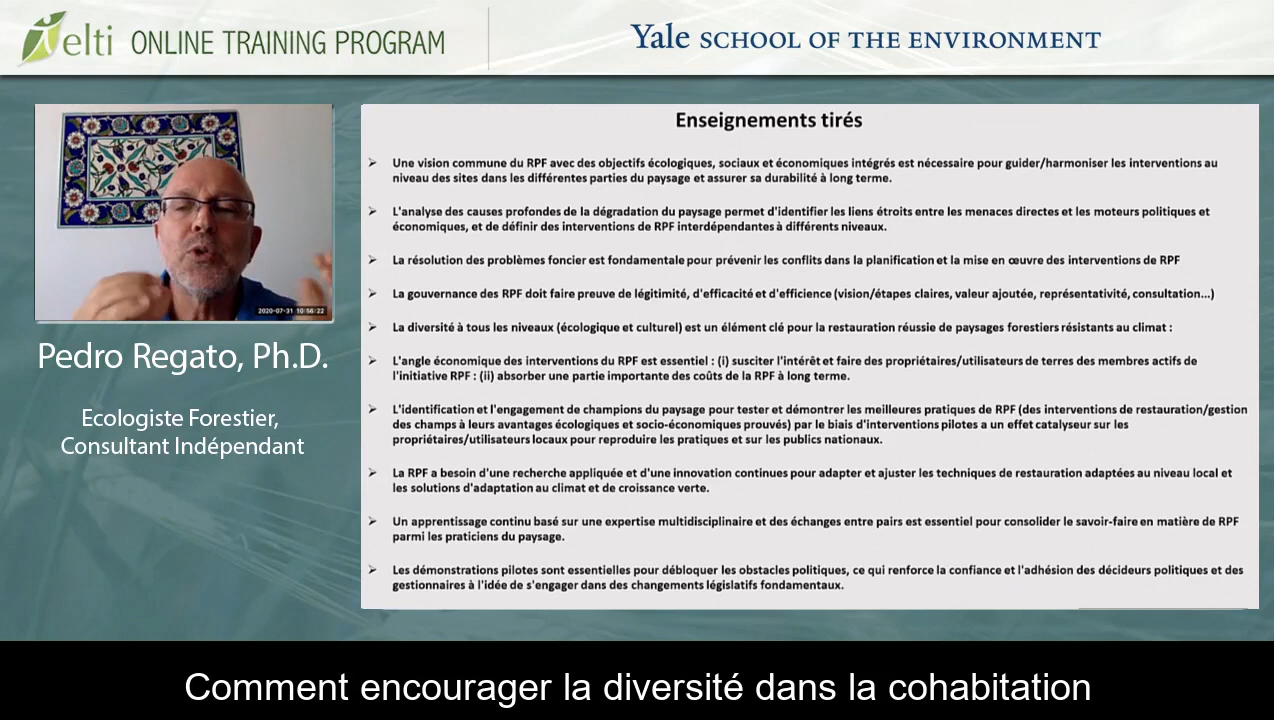 elti ONLINE TRAINING PROGRAM
Yale SCHOOL OF THE ENVIRONMENT
2020-07-31 10:56:22
Pedro Regato, Ph.D.
Ecologiste Forestier,
Consultant Indépendant
Enseignements tirés
➢ Une vision commune du RPF avec des objectifs écologiques, sociaux et économiques intégrés est nécessaire pour guider/harmoniser les interventions au
niveau des sites dans les différentes parties du paysage et assurer sa durabilité à long terme.
➢ L'analyse des causes profondes de la dégradation du paysage permet d'identifier les liens étroits entre les menaces directes et les moteurs politiques et
économiques, et de définir des interventions de RPF interdépendantes à différents niveaux.
➢ La résolution des problèmes foncier est fondamentale pour prévenir les conflits dans la planification et la mise en œuvre des interventions de RPF
➢ La gouvernance des RPF doit faire preuve de légitimité, d'efficacité et d'efficience (vision/étapes claires, valeur ajoutée, représentativité, consultation...)
➢ La diversité à tous les niveaux (écologique et culturel) est un élément clé pour la restauration réussie de paysages forestiers résistants au climat :
➢ L'angle économique des interventions du RPF est essentiel : (i) susciter l'intérêt et faire des propriétaires/utilisateurs de terres des membres actifs de
l'initiative RPF : (ii) absorber une partie importante des coûts de la RPF à long terme.
➢ L'identification et l'engagement de champions du paysage pour tester et démontrer les meilleures pratiques de RPF (des interventions de restauration/gestion
des champs à leurs avantages écologiques et socio-économiques prouvés) par le biais d'interventions pilotes a un effet catalyseur sur les
propriétaires/utilisateurs locaux pour reproduire les pratiques et sur les publics nationaux.
➢ La RPF a besoin d'une recherche appliquée et d'une innovation continues pour adapter et ajuster les techniques de restauration adaptées au niveau local et
les solutions d'adaptation au climat et de croissance verte.
➢ Un apprentissage continu basé sur une expertise multidisciplinaire et des échanges entre pairs est essentiel pour consolider le savoir-faire en matière de RPF
parmi les praticiens du paysage.
➢ Les démonstrations pilotes sont essentielles pour débloquer les obstacles politiques, ce qui renforce la confiance et l'adhésion des décideurs politiques et des
gestionnaires à l'idée de s'engager dans des changements législatifs fondamentaux.
Comment encourager la diversité dans la cohabitation